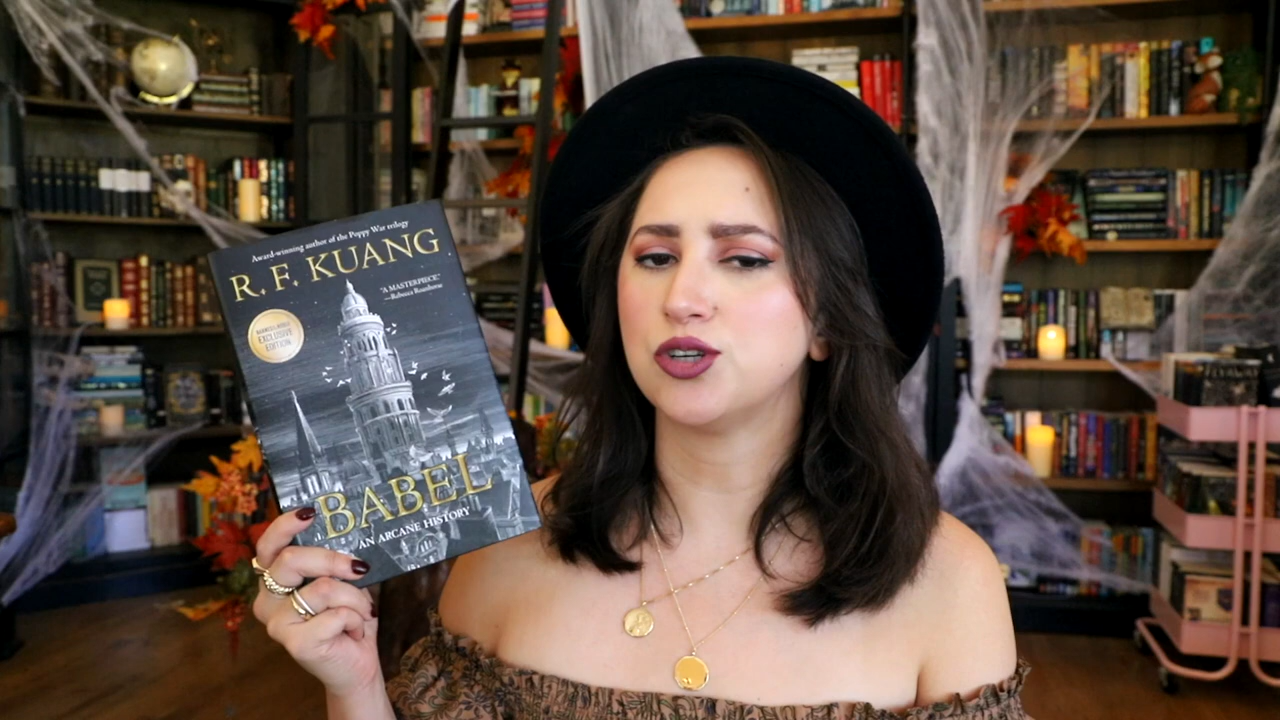 Award-winning author of the Poppy War trilogy
R. F. KUANG
"A MASTERPIECE."
—Rebecca Roanhorse
BARNES & NOBLE
EXCLUSIVE
EDITION
BABEL
AN ARCANE HISTORY